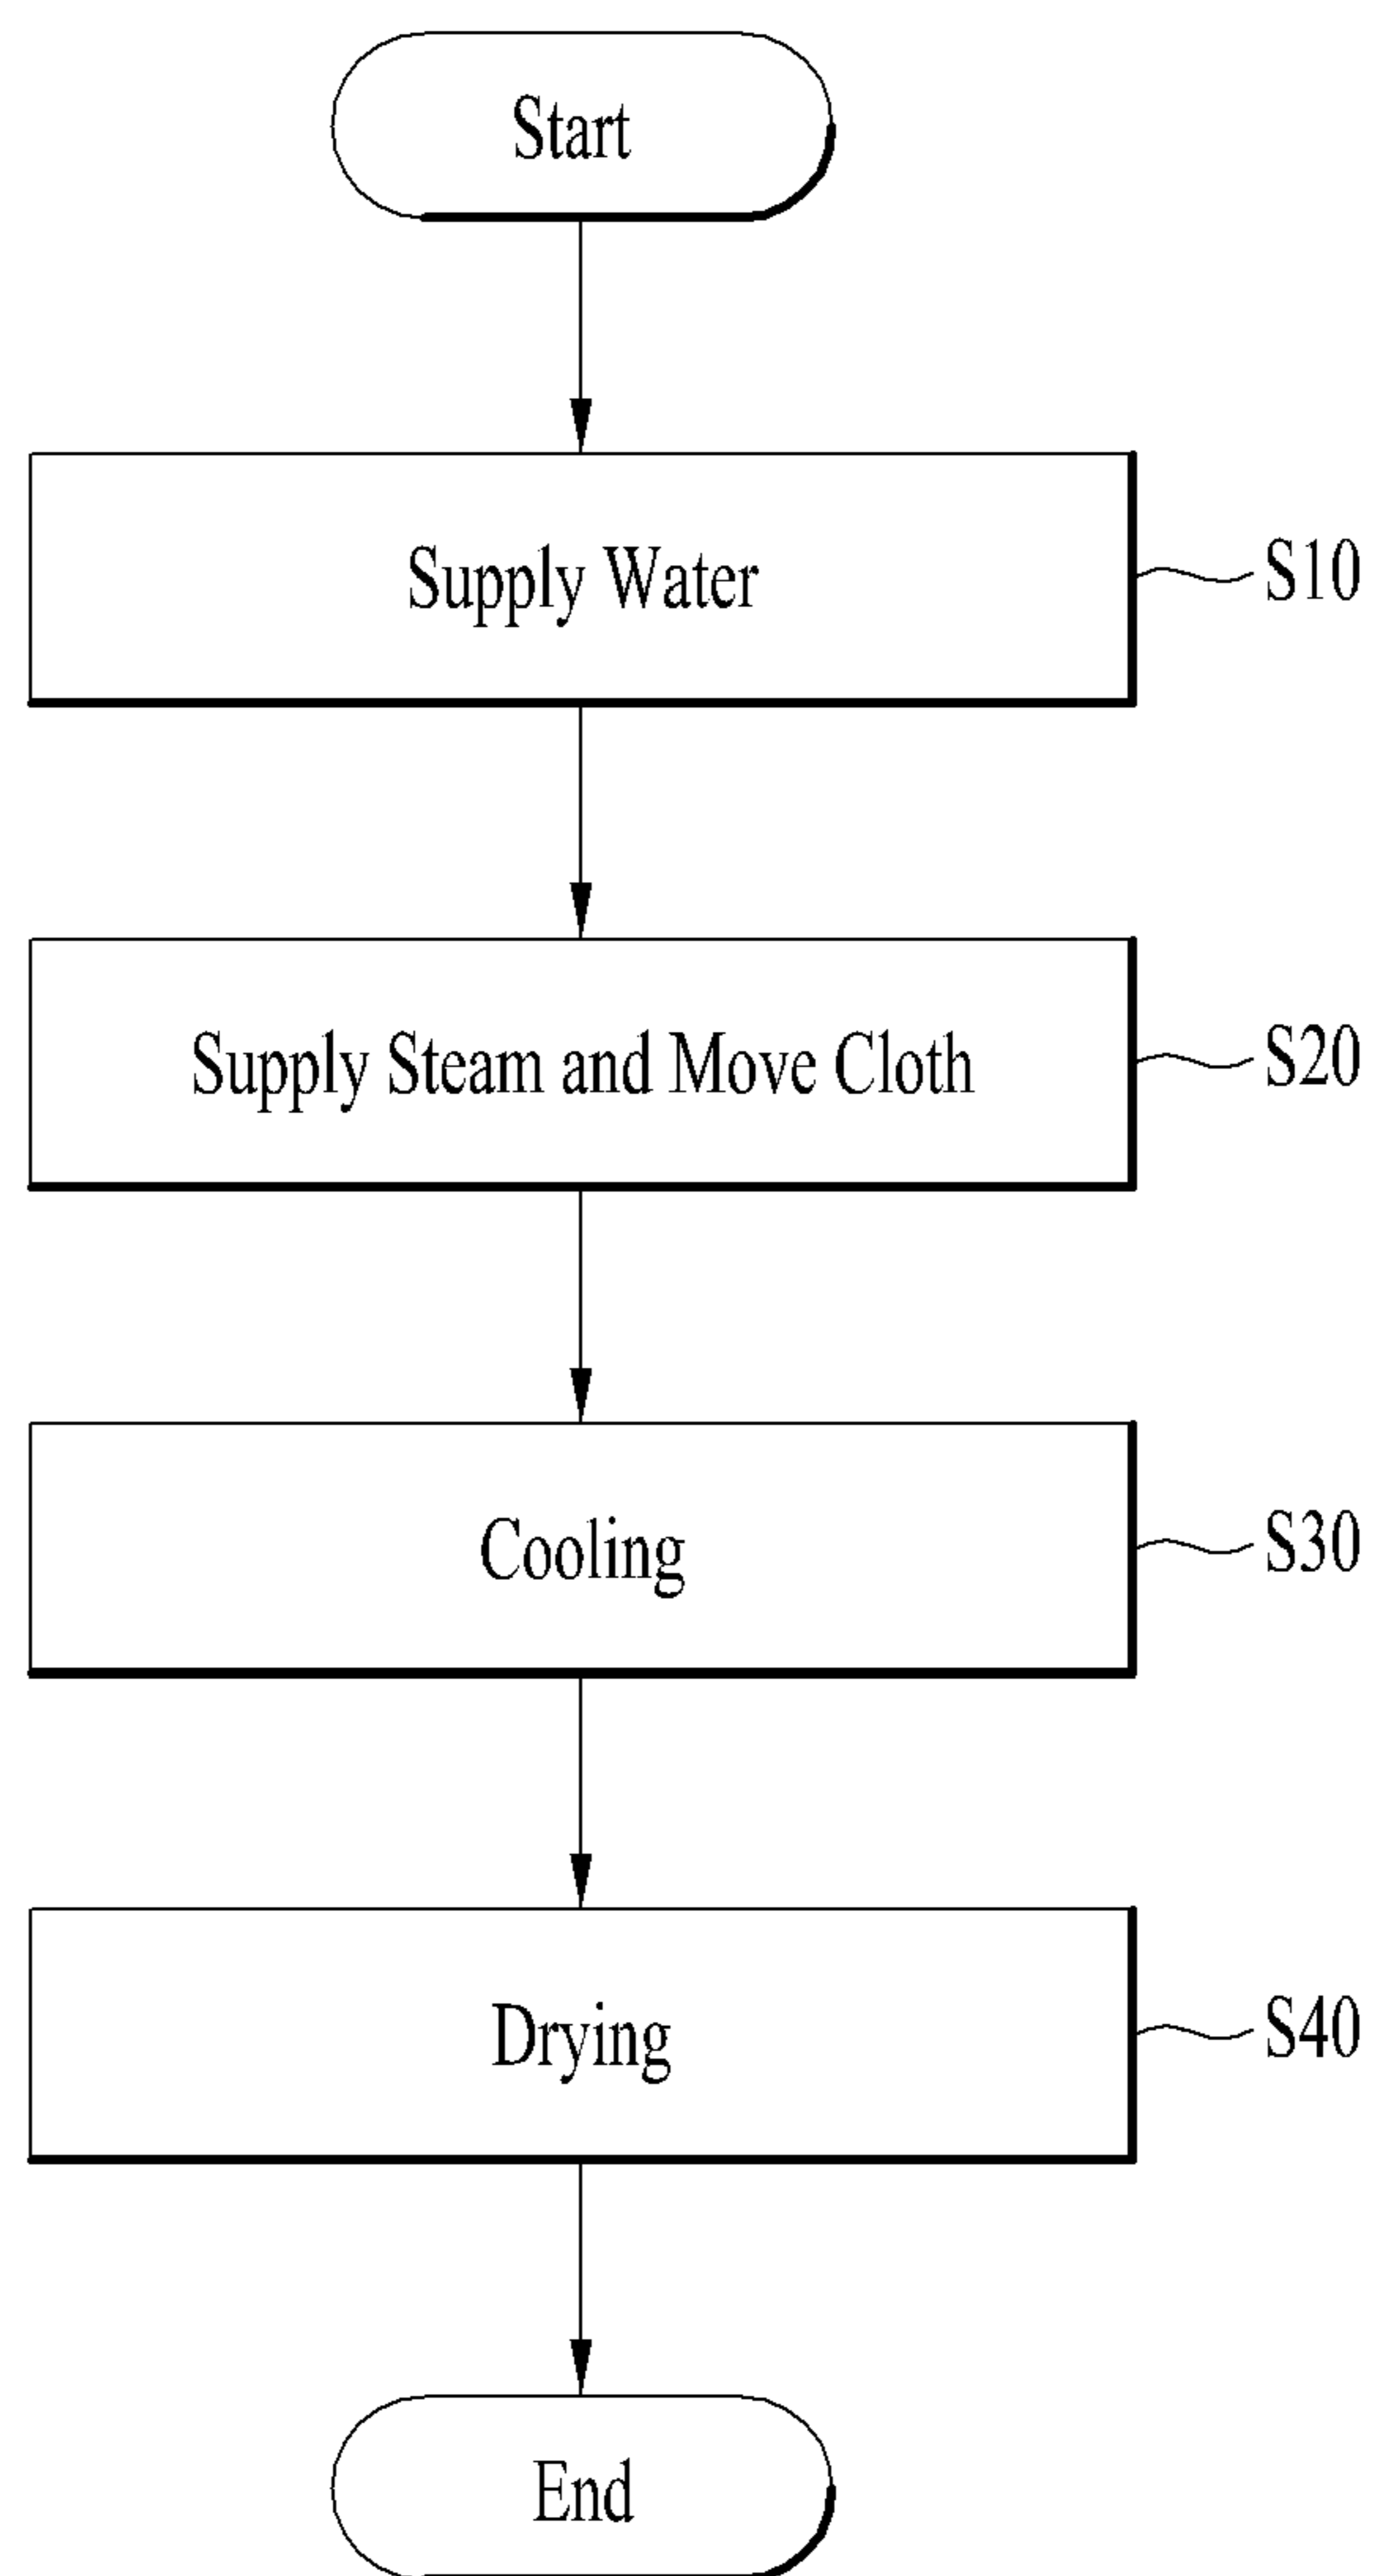 Start
Supply Water
S10
Supply Steam and Move Cloth
S20
Cooling
S30
Drying
S40
End